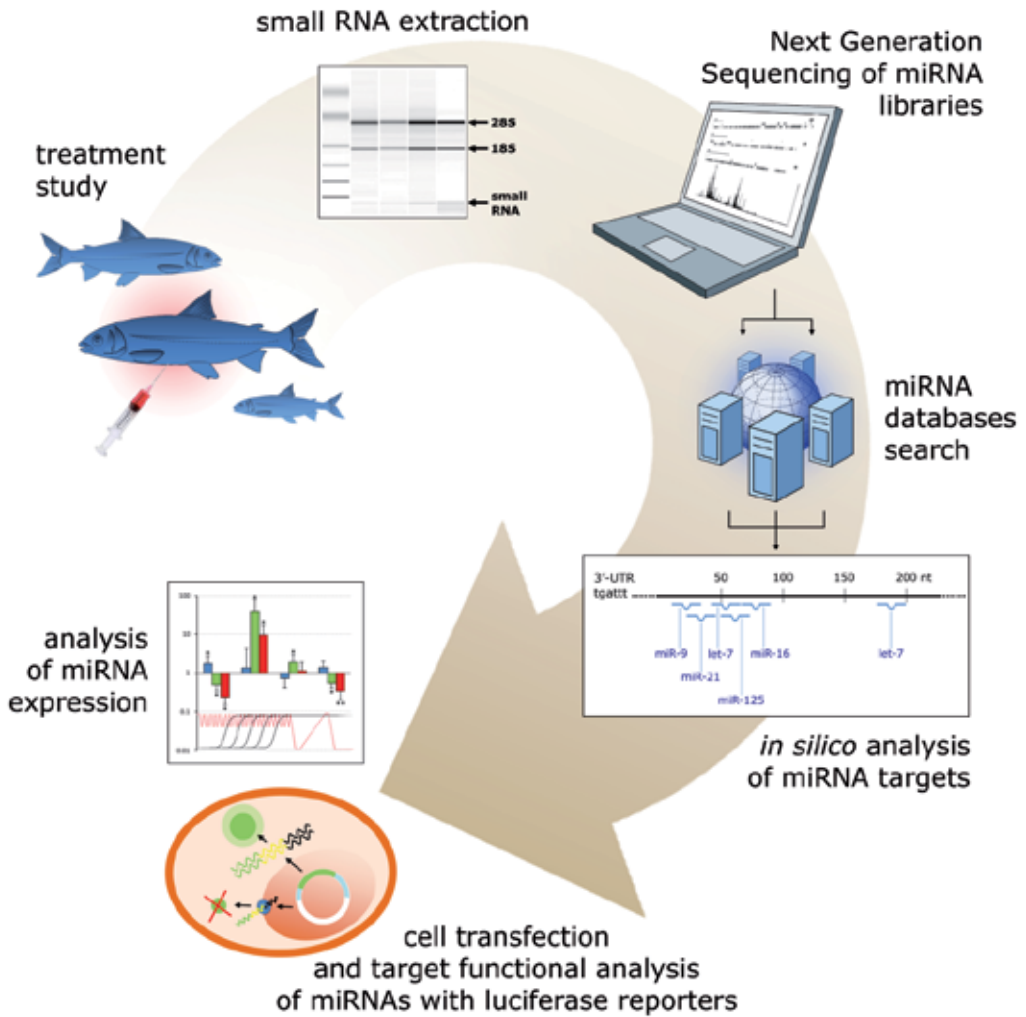 small RNA extraction
Next Generation
Sequencing of miRNA
libraries
treatment
study
28S
18S
small
RNA
miRNA
databases
search
3'-UTR
50
100
150
200 nt
tgattt
miR-9
let-7
miR-16
let-7
miR-21
miR-125
in silico analysis
of miRNA targets
analysis
of miRNA
expression
100
10
1
0.1
0.01
cell transfection
and target functional analysis
of miRNAs with luciferase reporters